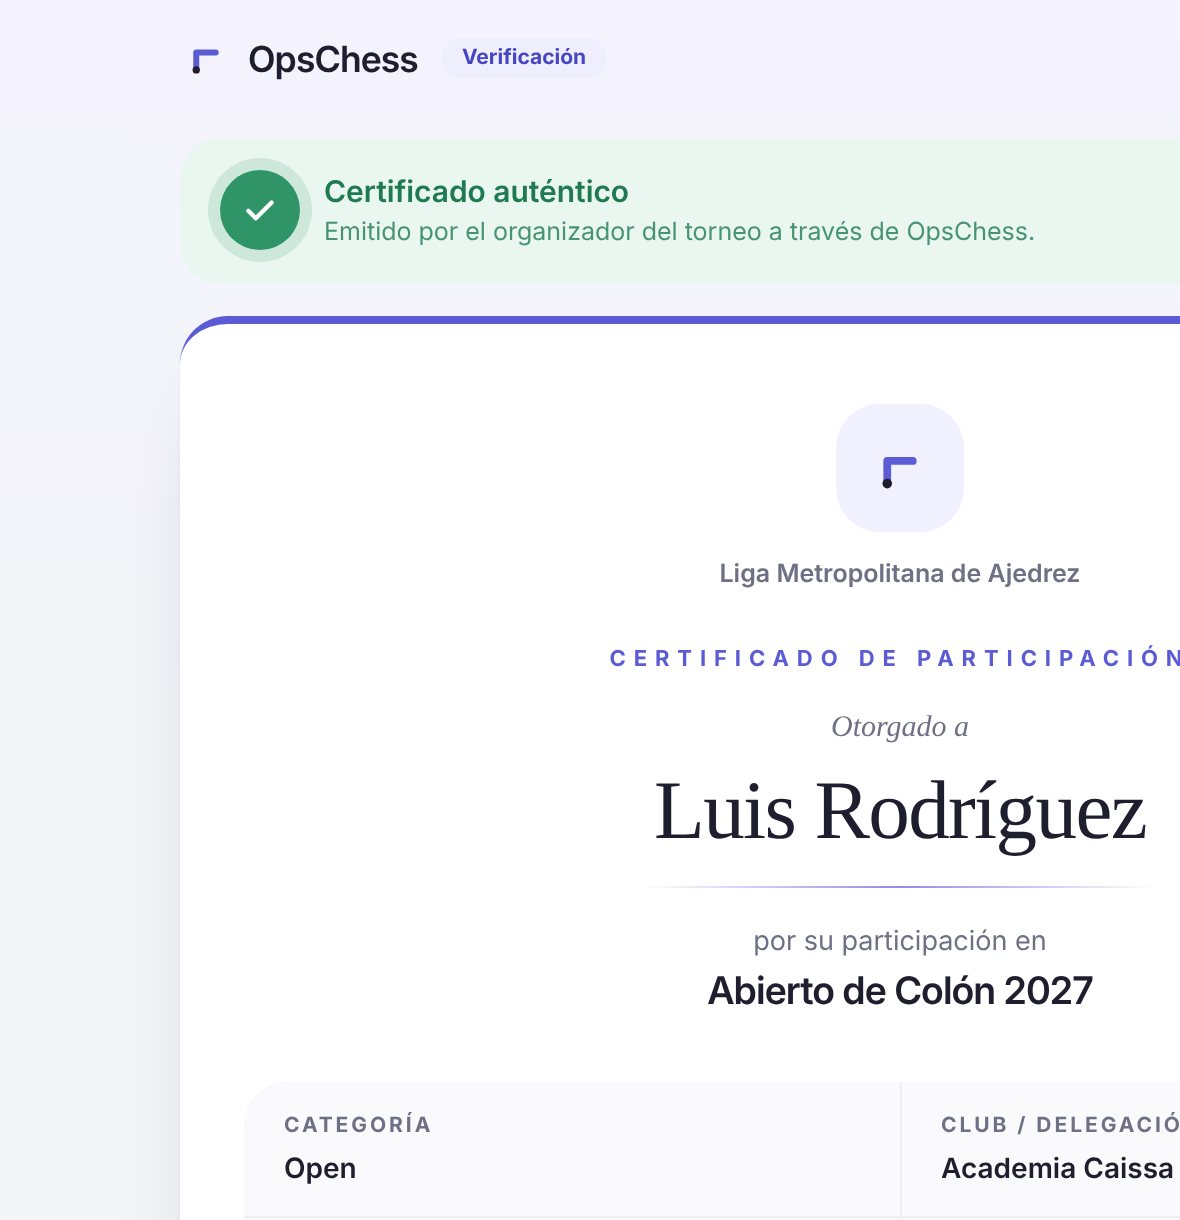 OpsChess Verificación
Certificado auténtico
Emitido por el organizador del torneo a través de OpsChess.
Liga Metropolitana de Ajedrez
CERTIFICADO DE PARTICIPACIÓN
Otorgado a
Luis Rodríguez
por su participación en
Abierto de Colón 2027
CATEGORÍA
Open
CLUB / DELEGACIÓ
Academia Caissa